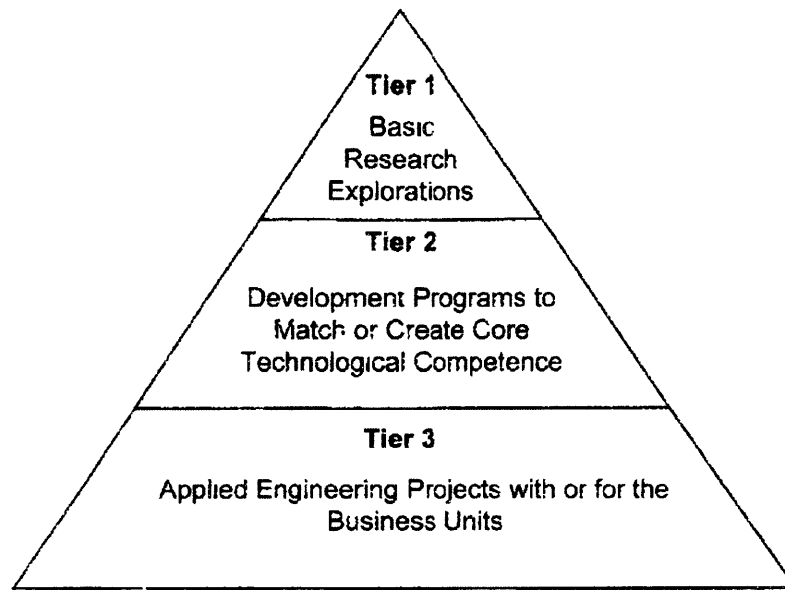 Tier 1
Basic
Research
Explorations
Tier 2
Development Programs to
Match or Create Core
Technological Competence
Tier 3
Applied Engineering Projects with or for the
Business Units